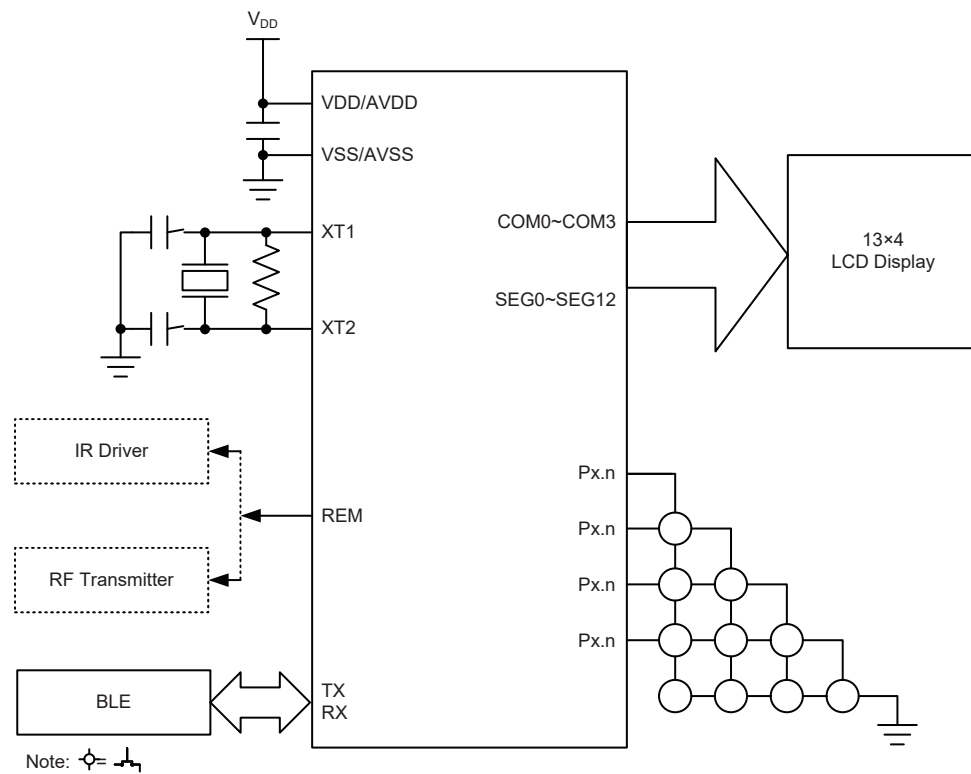 VDD
VDD/AVDD
VSS/AVSS
XT1
XT2
COM0~COM3
SEG0~SEG12
13×4
LCD Display
IR Driver
REM
RF Transmitter
Px.n
Px.n
Px.n
Px.n
BLE
TX
RX
Note: =